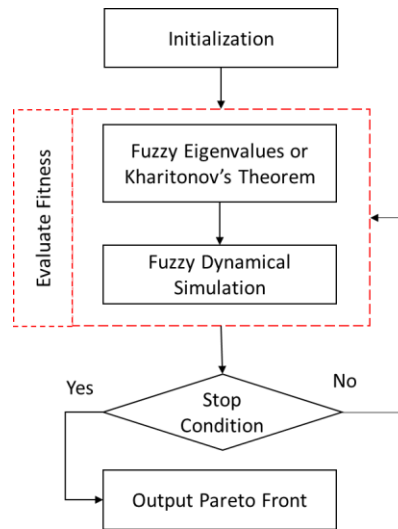 Initialization
Evaluate Fitness
Fuzzy Eigenvalues or
Kharitonov's Theorem
Fuzzy Dynamical
Simulation
Yes
No
Stop
Condition
Output Pareto Front